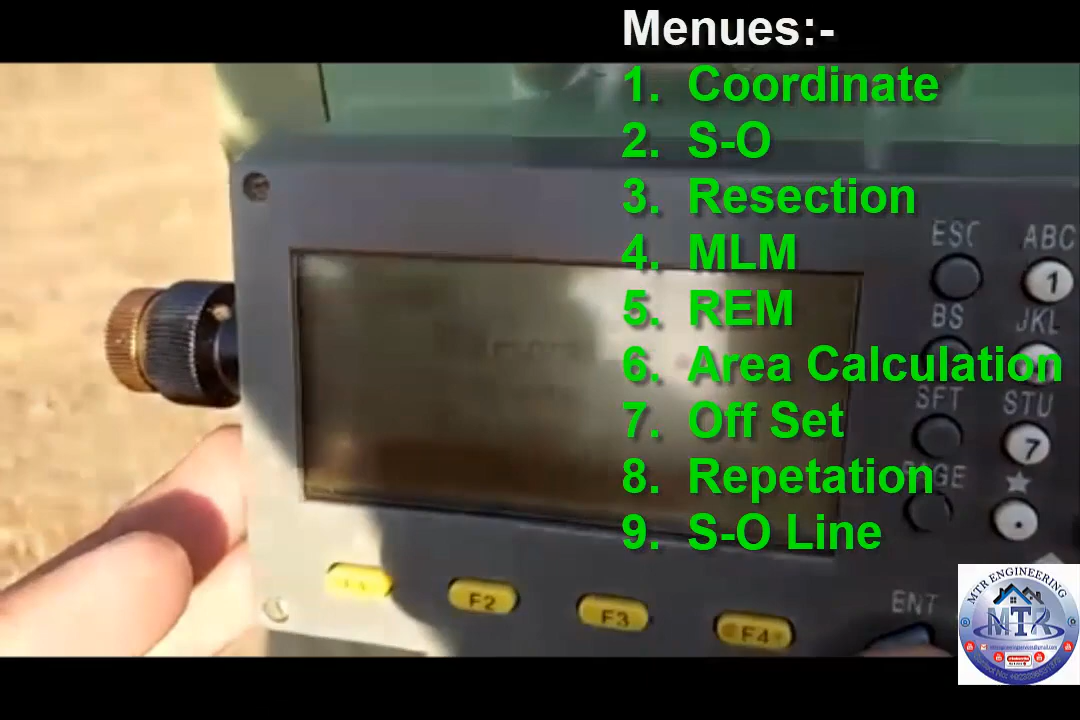 Menues:-
1. Coordinate
2. S-O
3. Resection
4. MLM
5. REM
6. Area Calculation
7. Off Set
8. Repetation
9. S-O Line
ESC ABC
1
BS JKL
SFT STU
7
ENT
F2 F3 F4
MTR ENGINEERING
MTR